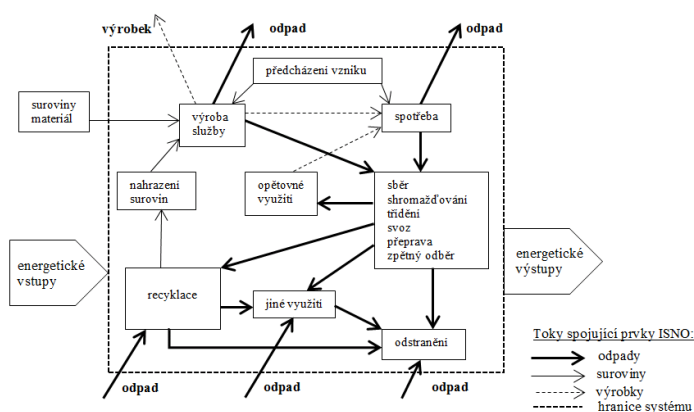 výrobek
odpad
odpad
předcházení vzniku
suroviny
materiál
výroba
služby
spotřeba
nahrazení
surovin
opětovné
využití
sběr
shromažďování
třídění
svoz
přeprava
zpětný odběr
energetické
vstupy
energetické
výstupy
recyklace
jiné využití
odstranění
odpad
odpad
odpad
Toky spojující prvky ISNO:
odpady
suroviny
výrobky
hranice systému